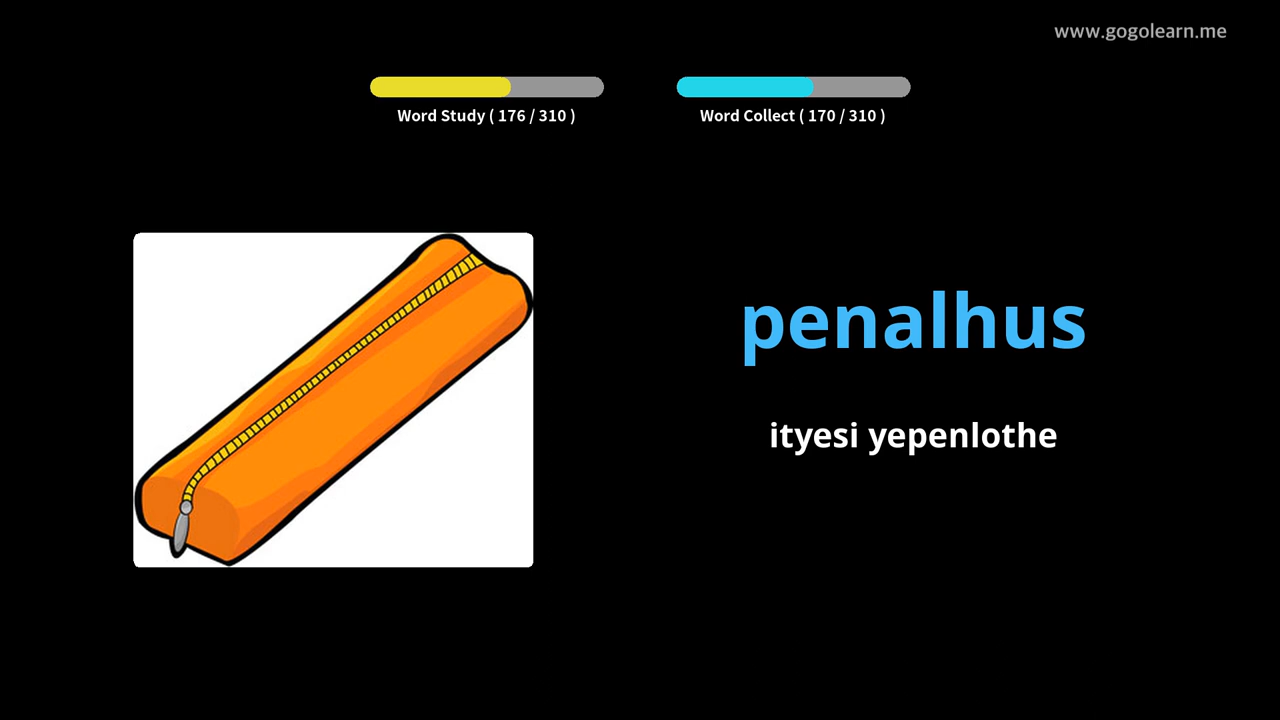 www.gogolearn.me
Word Study ( 176 / 310 )
Word Collect ( 170 / 310 )
penalhus
ityesi yepenlothe